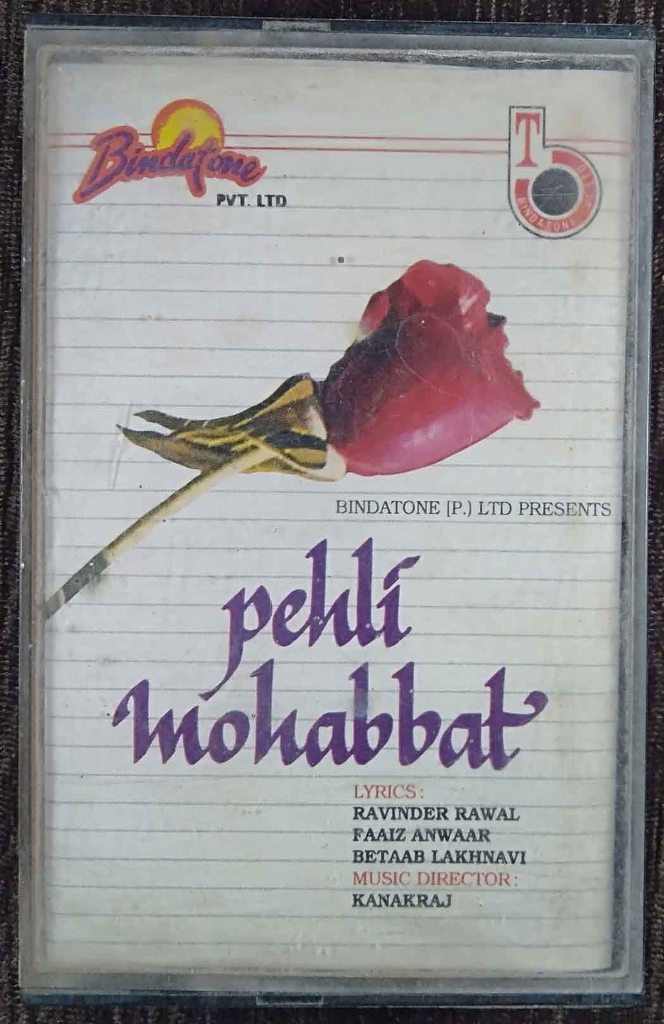 Bindatone
PVT. LTD
T
BINDATONE
BINDATONE [P.] LTD PRESENTS
pehli
mohabbat
LYRICS :
RAVINDER RAWAL
FAAIZ ANWAAR
BETAAB LAKHNAVI
MUSIC DIRECTOR :
KANAKRAJ